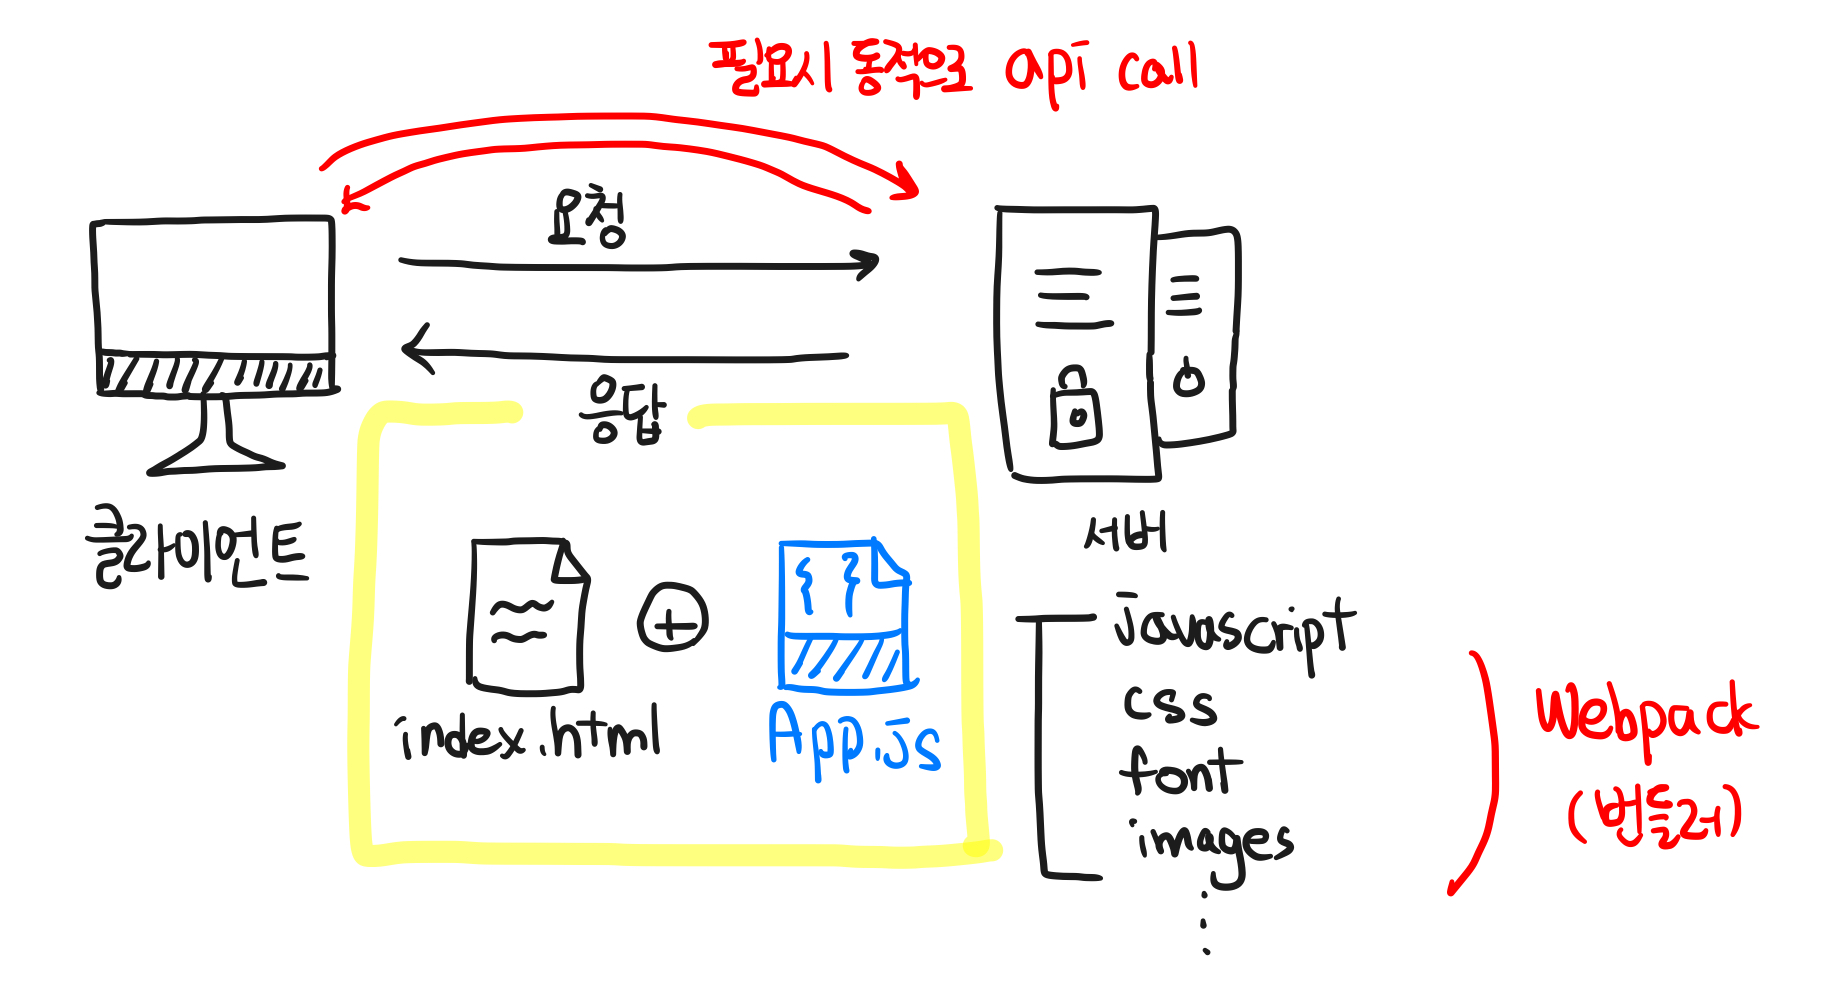 필요시 동적으로 api call
요청
응답
클라이언트
서버
index.html
App.js
javascript
css
font
images
Webpack
(번들러)